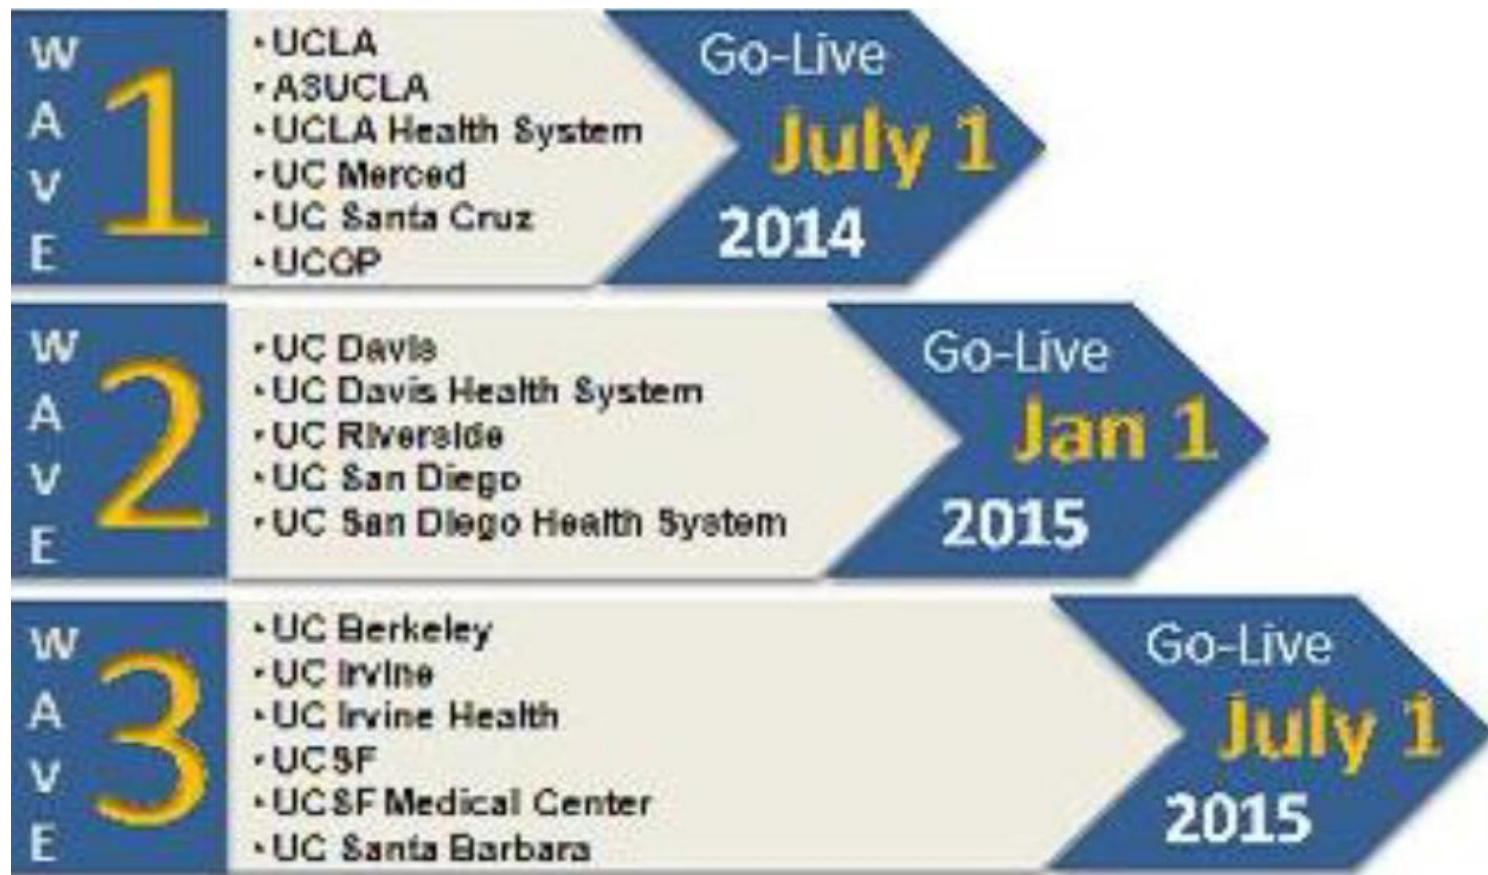 WAVE 1
• UCLA
• ASUCLA
• UCLA Health System
• UC Merced
• UC Santa Cruz
• UCOP
Go-Live
July 1
2014
WAVE 2
• UC Davis
• UC Davis Health System
• UC Riverside
• UC San Diego
• UC San Diego Health System
Go-Live
Jan 1
2015
WAVE 3
• UC Berkeley
• UC Irvine
• UC Irvine Health
• UCSF
• UCSF Medical Center
• UC Santa Barbara
Go-Live
July 1
2015